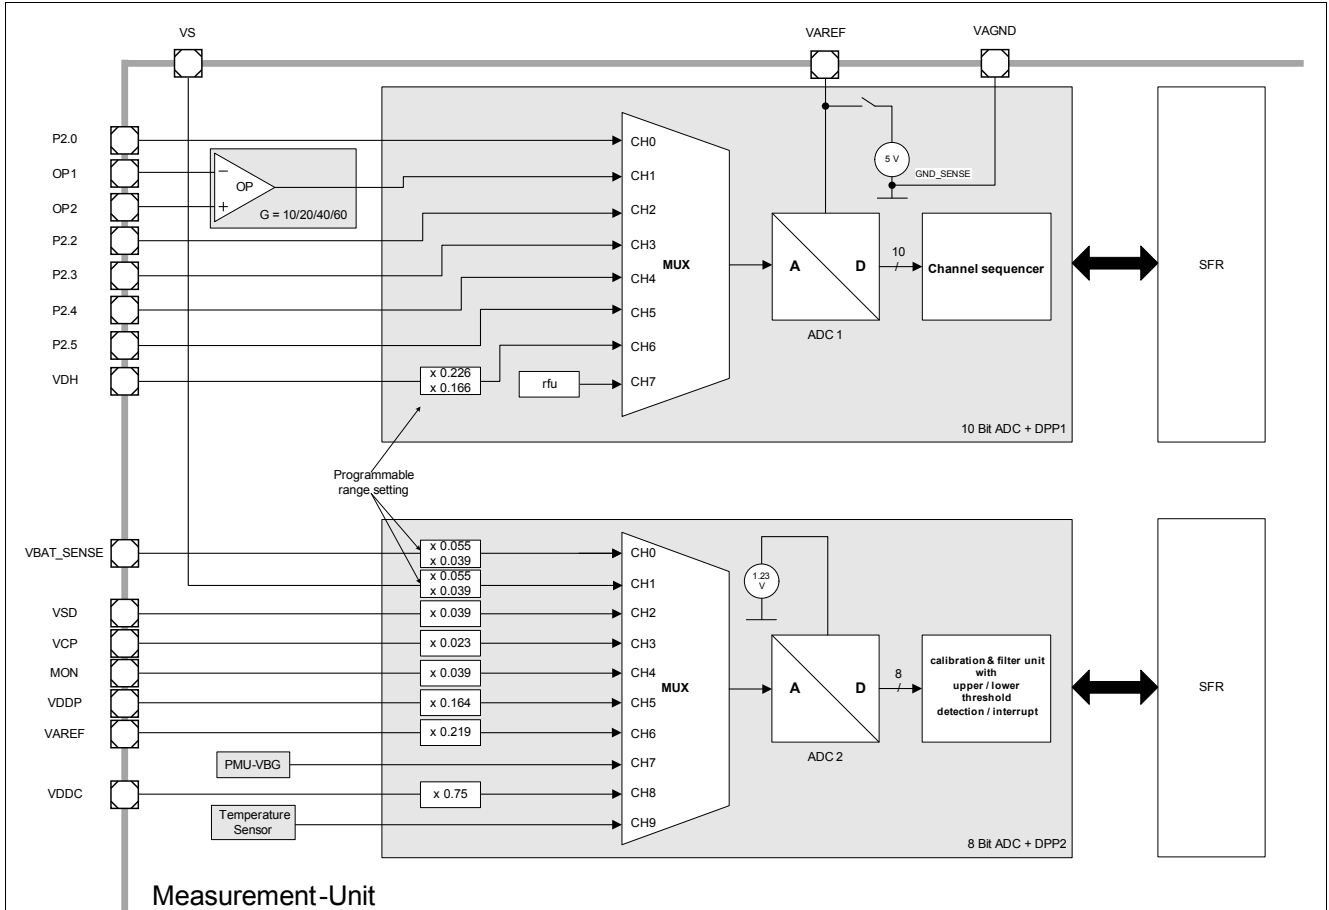 VS
VAREF
VAGND
P2.0
OP1
OP2
P2.2
P2.3
P2.4
P2.5
VDH
−
OP
+
G = 10/20/40/60
x 0.226
x 0.166
rfu
CH0
CH1
CH2
CH3
CH4
CH5
CH6
CH7
MUX
5 V
GND_SENSE
A
D
ADC 1
10
Channel sequencer
10 Bit ADC + DPP1
SFR
Programmable
range setting
VBAT_SENSE
VSD
VCP
MON
VDDP
VAREF
VDDC
PMU-VBG
Temperature
Sensor
x 0.055
x 0.039
x 0.055
x 0.039
x 0.039
x 0.023
x 0.039
x 0.164
x 0.219
x 0.75
CH0
CH1
CH2
CH3
CH4
CH5
CH6
CH7
CH8
CH9
MUX
1.23
V
A
D
ADC 2
8
calibration & filter unit
with
upper / lower
threshold
detection / interrupt
8 Bit ADC + DPP2
SFR
Measurement-Unit